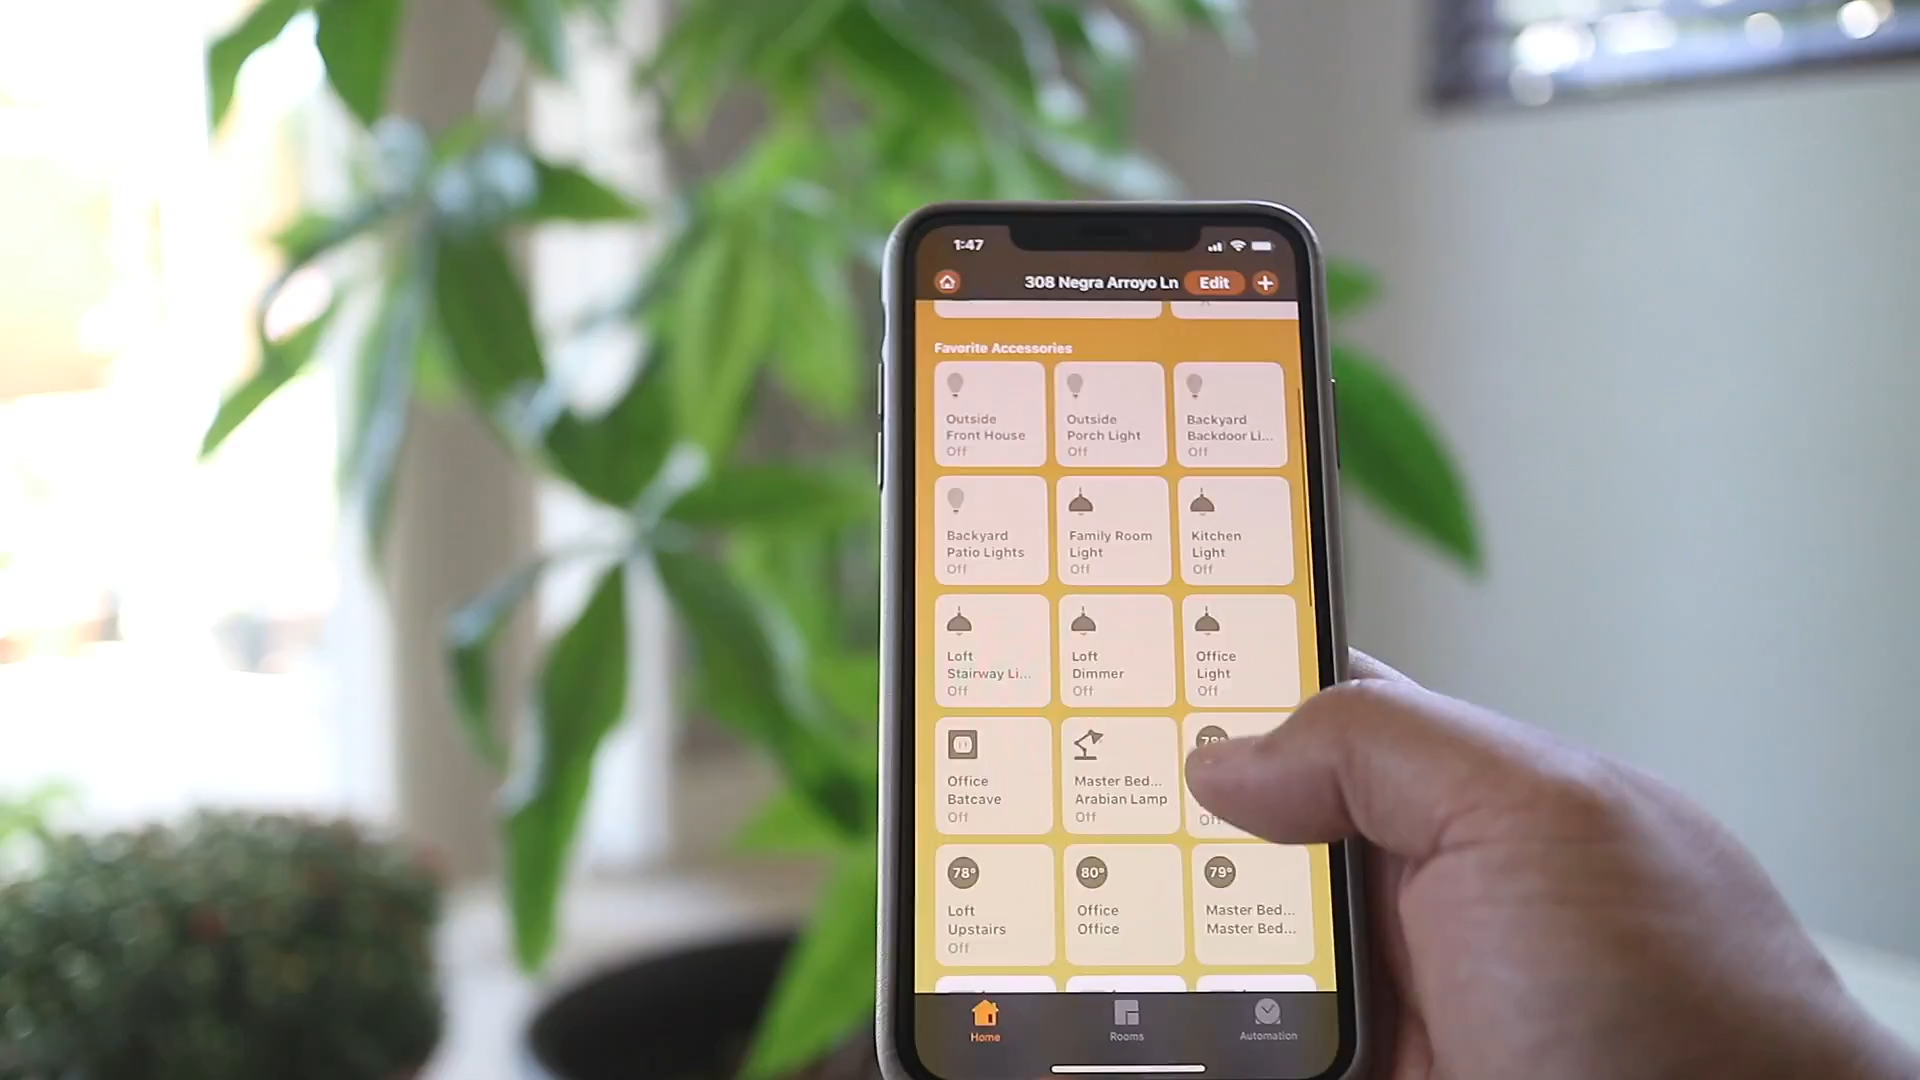 1:47
308 Negra Arroyo Ln
Edit
+
Favorite Accessories
Outside
Front House
Off
Outside
Porch Light
Off
Backyard
Backdoor Li...
Off
Backyard
Patio Lights
Off
Family Room
Light
Off
Kitchen
Light
Off
Loft
Stairway Li...
Off
Loft
Dimmer
Off
Office
Light
Off
Office
Batcave
Off
Master Bed...
Arabian Lamp
Off
78°
Loft
Upstairs
Off
80°
Office
Office
79°
Master Bed...
Master Bed...
Home
Rooms
Automation